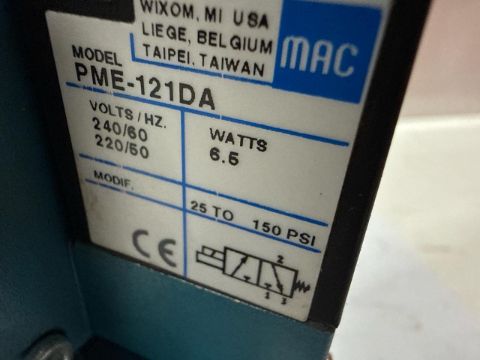 WIXOM, MI USA
LIEGE, BELGIUM
TAIPEI, TAIWAN
MAC
MODEL
PME-121DA
VOLTS/HZ.
240/60
220/50
WATTS
6.5
MODIF.
25 TO 150 PSI
CE
2
1 3